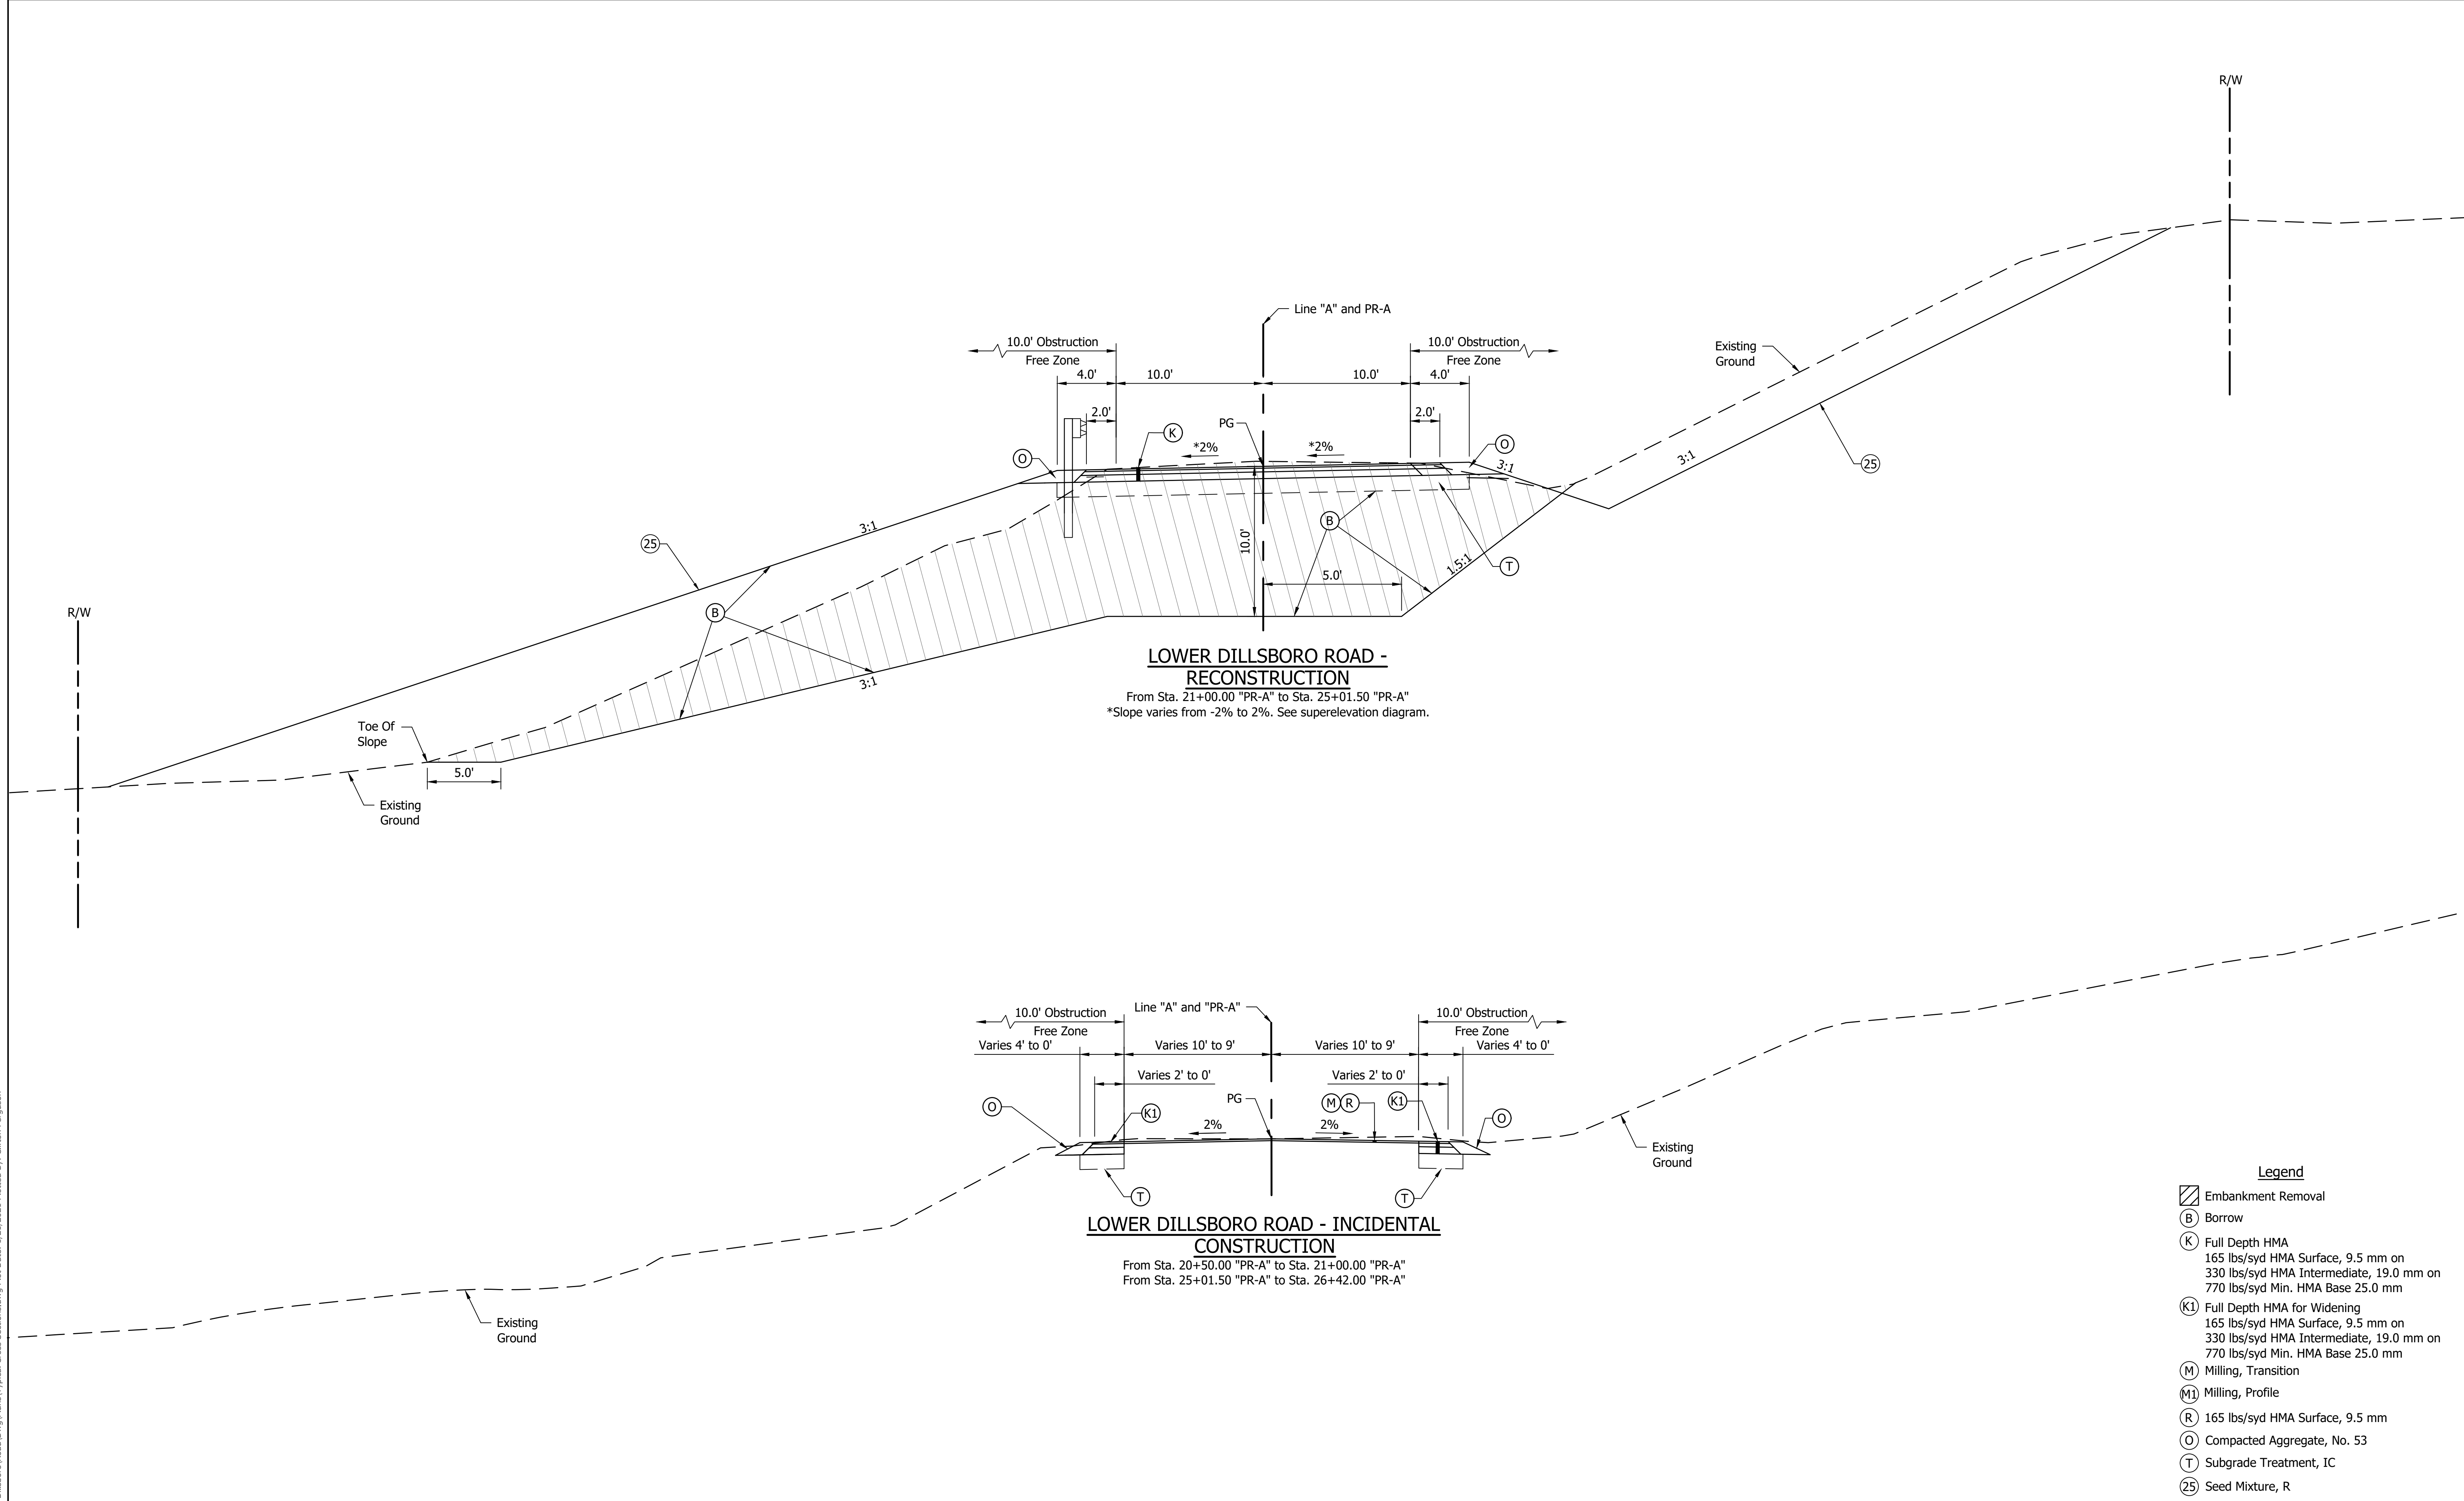 R/W
Line "A" and PR-A
10.0' Obstruction
Free Zone
10.0' Obstruction
Free Zone
Existing
Ground
4.0'
10.0'
10.0'
4.0'
2.0'
2.0'
PG
K
*2%
*2%
O
O
3:1
3:1
25
3:1
25
B
10.0'
1.5:1
T
5.0'
R/W
B
3:1
LOWER DILLSBORO ROAD -
RECONSTRUCTION
From Sta. 21+00.00 "PR-A" to Sta. 25+01.50 "PR-A"
*Slope varies from -2% to 2%. See superelevation diagram.
Toe Of
Slope
5.0'
Existing
Ground
Line "A" and "PR-A"
10.0' Obstruction
Free Zone
10.0' Obstruction
Free Zone
Varies 4' to 0'
Varies 10' to 9'
Varies 10' to 9'
Varies 4' to 0'
Varies 2' to 0'
Varies 2' to 0'
O
K1
PG
M R
K1
O
2%
2%
Existing
Ground
T
T
LOWER DILLSBORO ROAD - INCIDENTAL
CONSTRUCTION
From Sta. 20+50.00 "PR-A" to Sta. 21+00.00 "PR-A"
From Sta. 25+01.50 "PR-A" to Sta. 26+42.00 "PR-A"
Existing
Ground
Legend
Embankment Removal
B Borrow
K Full Depth HMA
165 lbs/syd HMA Surface, 9.5 mm on
330 lbs/syd HMA Intermediate, 19.0 mm on
770 lbs/syd Min. HMA Base 25.0 mm
K1 Full Depth HMA for Widening
165 lbs/syd HMA Surface, 9.5 mm on
330 lbs/syd HMA Intermediate, 19.0 mm on
770 lbs/syd Min. HMA Base 25.0 mm
M Milling, Transition
M1 Milling, Profile
R 165 lbs/syd HMA Surface, 9.5 mm
O Compacted Aggregate, No. 53
T Subgrade Treatment, IC
25 Seed Mixture, R